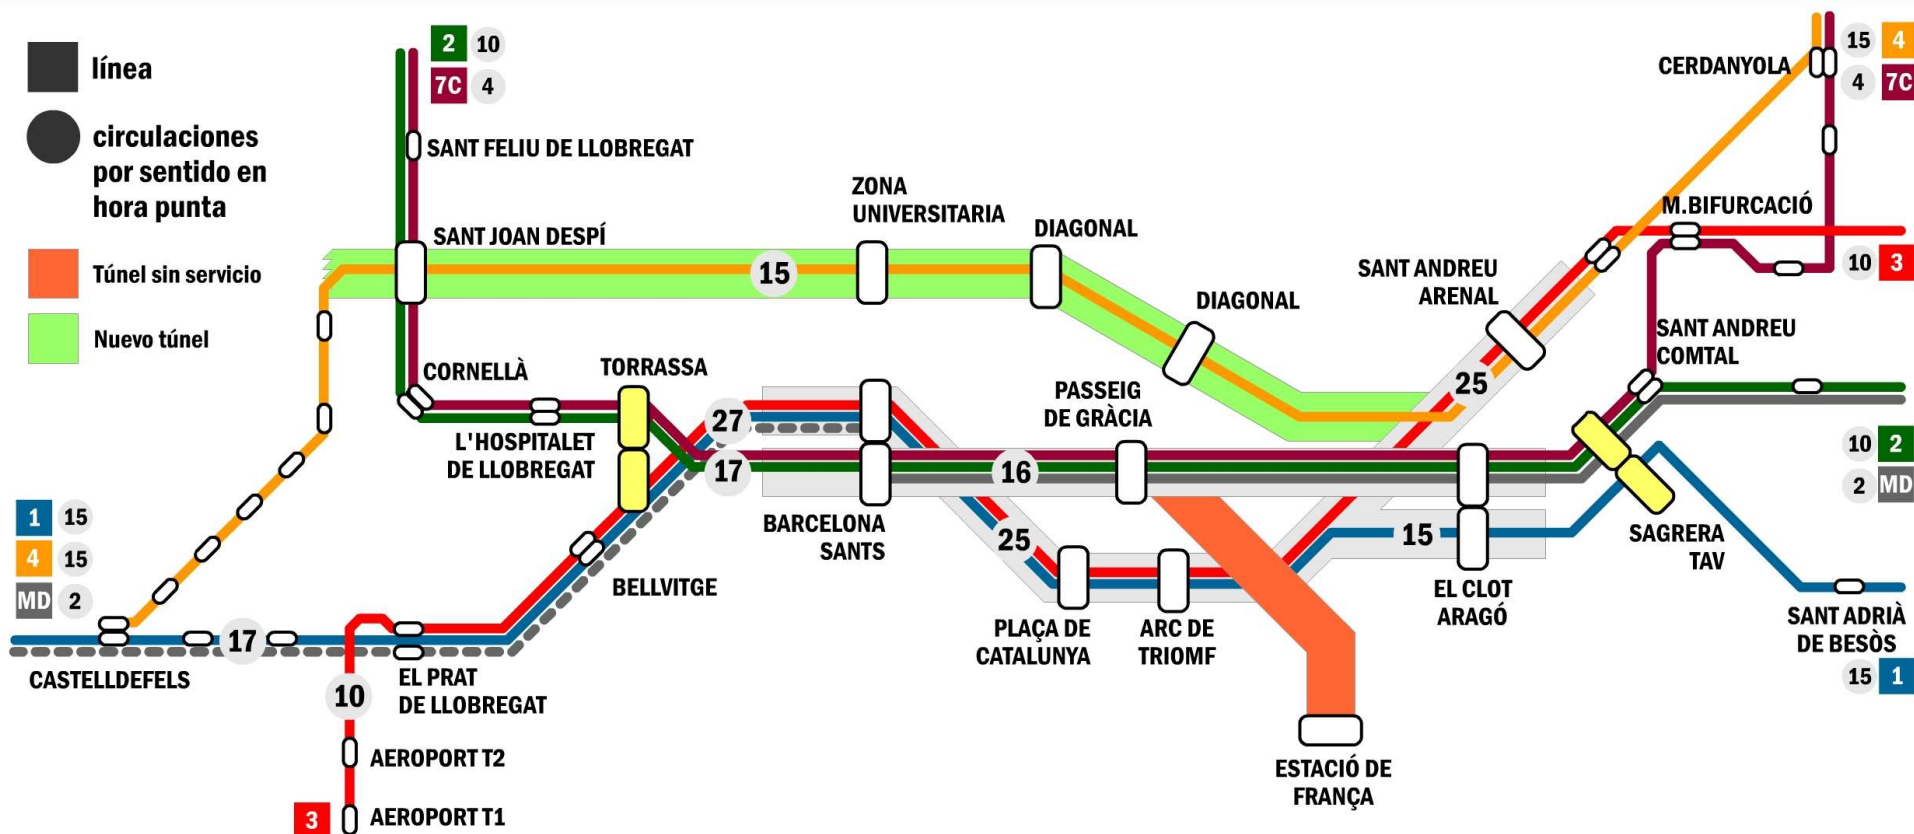 línea
circulaciones
por sentido en
hora punta
Túnel sin servicio
Nuevo túnel
2 10
7C 4
SANT FELIU DE LLOBREGAT
SANT JOAN DESPÍ
CORNELLÀ
L'HOSPITALET
DE LLOBREGAT
TORRASSA
15
ZONA
UNIVERSITARIA
DIAGONAL
DIAGONAL
SANT ANDREU
ARENAL
CERDANYOLA
15 4
4 7C
M.BIFURCACIÓ
10 3
SANT ANDREU
COMTAL
25
PASSEIG
DE GRÀCIA
27
17
16
BARCELONA
SANTS
25
15
10 2
2 MD
SAGRERA
TAV
EL CLOT
ARAGÓ
SANT ADRIÀ
DE BESÒS
15 1
1 15
4 15
MD 2
17
CASTELLDEFELS
BELLVITGE
EL PRAT
DE LLOBREGAT
10
AEROPORT T2
3 AEROPORT T1
PLAÇA DE
CATALUNYA
ARC DE
TRIOMF
ESTACIÓ DE
FRANÇA